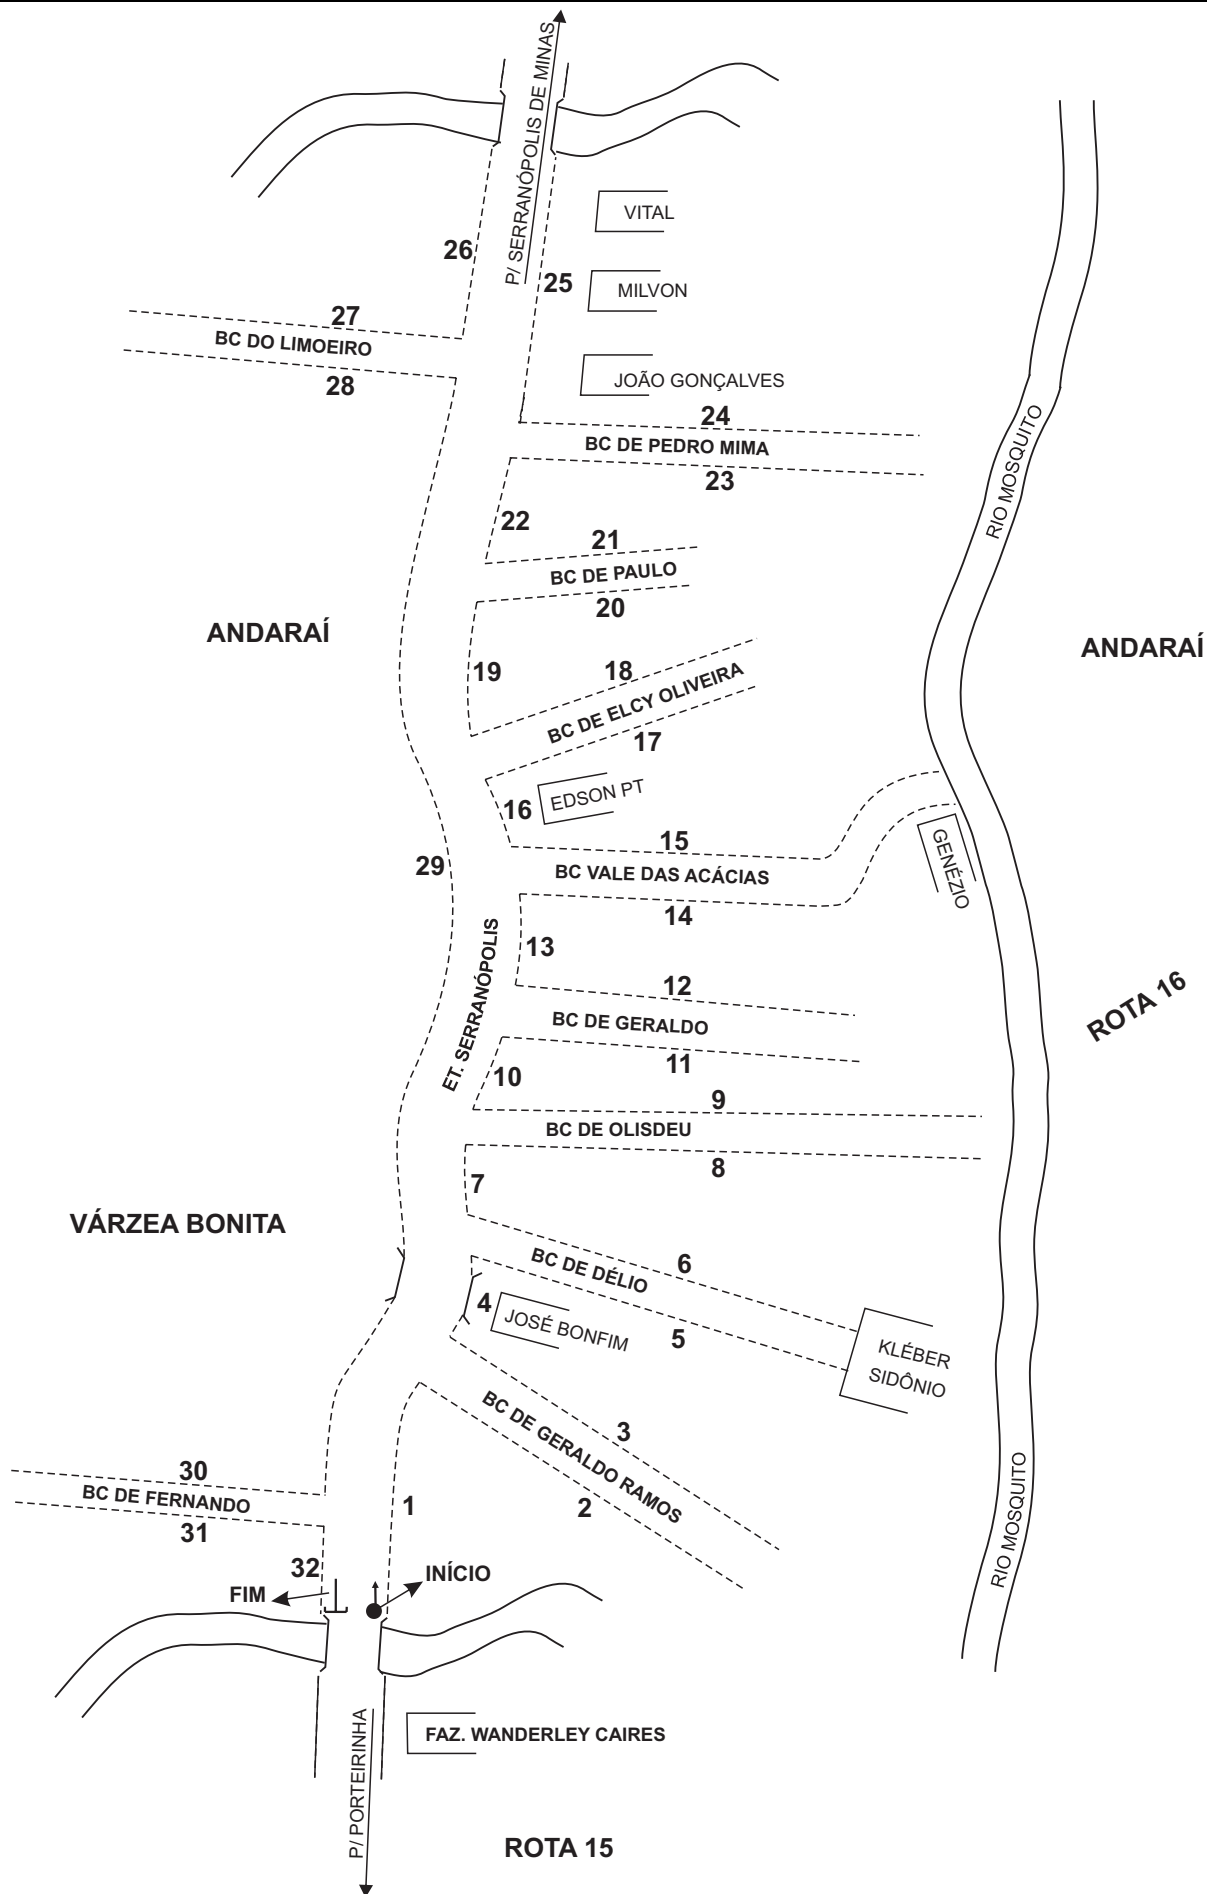 P/ SERRANÓPOLIS DE MINAS
VITAL
26
25
MILVON
27
BC DO LIMOEIRO
28
JOÃO GONÇALVES
24
BC DE PEDRO MIMA
23
RIO MOSQUITO
22
21
BC DE PAULO
20
ANDARAÍ
ANDARAÍ
19
18
BC DE ELCY OLIVEIRA
17
16
EDSON PT
15
29
BC VALE DAS ACÁCIAS
GENÉZIO
14
13
ET. SERRANÓPOLIS
12
BC DE GERALDO
11
ROTA 16
10
9
BC DE OLISDEU
8
7
VÁRZEA BONITA
6
BC DE DÉLIO
4
JOSÉ BONFIM
5
KLÉBER
SIDÔNIO
3
BC DE GERALDO RAMOS
2
30
BC DE FERNANDO
31
1
RIO MOSQUITO
32
INÍCIO
FIM
P/ PORTEIRINHA
FAZ. WANDERLEY CAIRES
ROTA 15